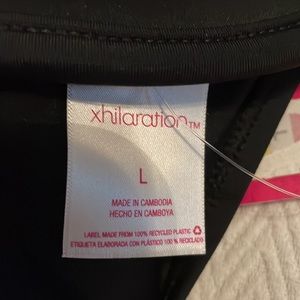 xhilaration™
L
MADE IN CAMBODIA
HECHO EN CAMBOYA
LABEL MADE FROM 100% RECYCLED PLASTIC
ETIQUETA ELABORADA CON PLÁSTICO 100 % RECICLADO